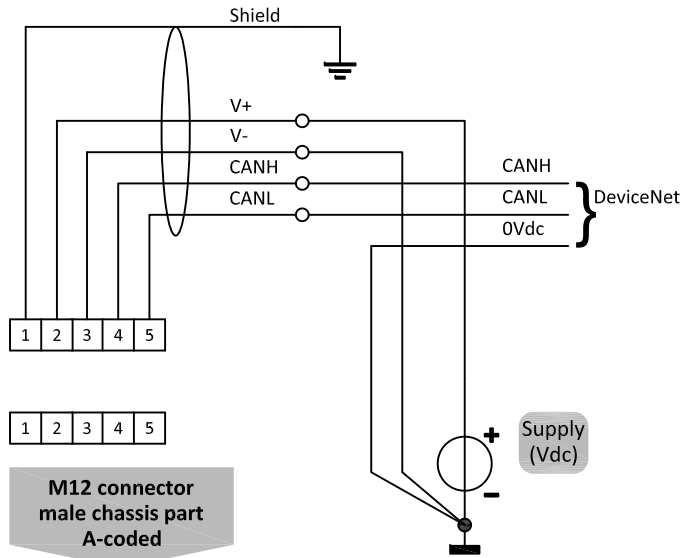 Shield
V+
V-
CANH
CANL
CANH
CANL
0Vdc
DeviceNet
1 2 3 4 5
1 2 3 4 5
+
Supply
(Vdc)
-
M12 connector
male chassis part
A-coded